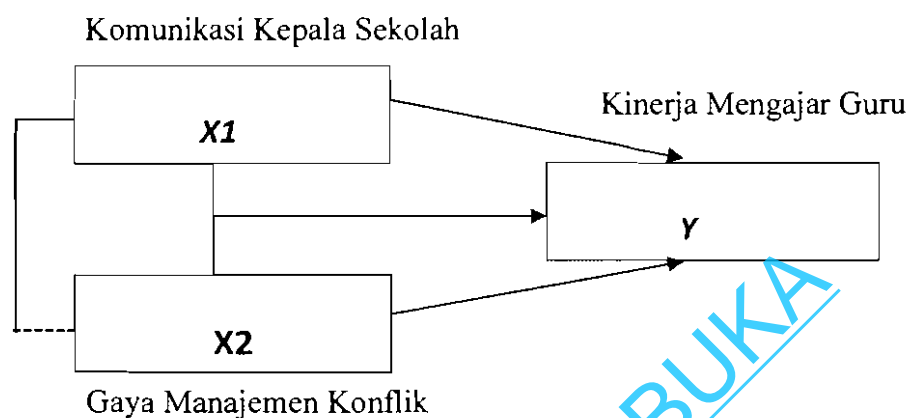 Komunikasi Kepala Sekolah
X1
Kinerja Mengajar Guru
Y
X2
Gaya Manajemen Konflik
BUKA